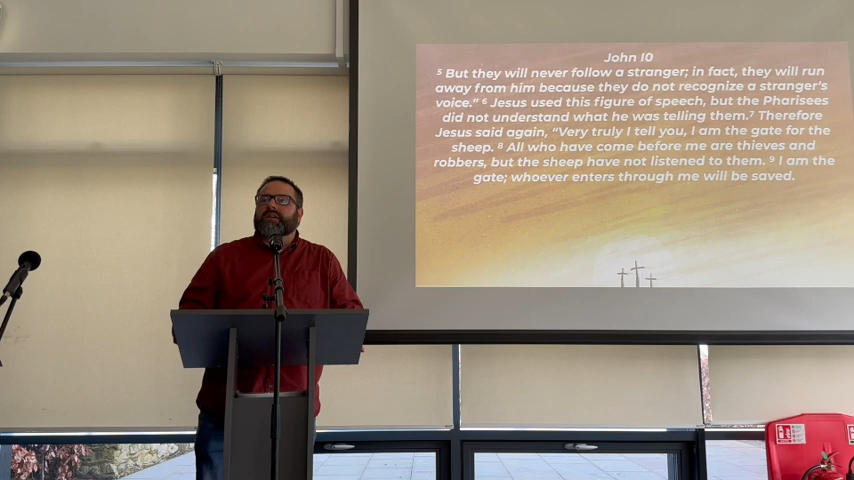 John 10
⁵ But they will never follow a stranger; in fact, they will run
away from him because they do not recognize a stranger's
voice." ⁶ Jesus used this figure of speech, but the Pharisees
did not understand what he was telling them.⁷ Therefore
Jesus said again, "Very truly I tell you, I am the gate for the
sheep. ⁸ All who have come before me are thieves and
robbers, but the sheep have not listened to them. ⁹ I am the
gate; whoever enters through me will be saved.